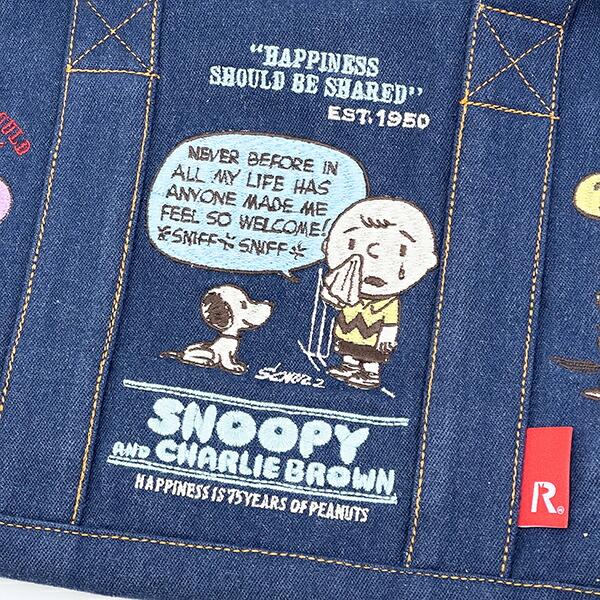 "HAPPINESS
SHOULD BE SHARED"
EST. 1950
NEVER BEFORE IN
ALL MY LIFE HAS
ANYONE MADE ME
FEEL SO WELCOME!
*SNIFF* *SNIFF*
SCHULZ
SNOOPY
AND CHARLIE BROWN
HAPPINESS IS 75 YEARS OF PEANUTS
R